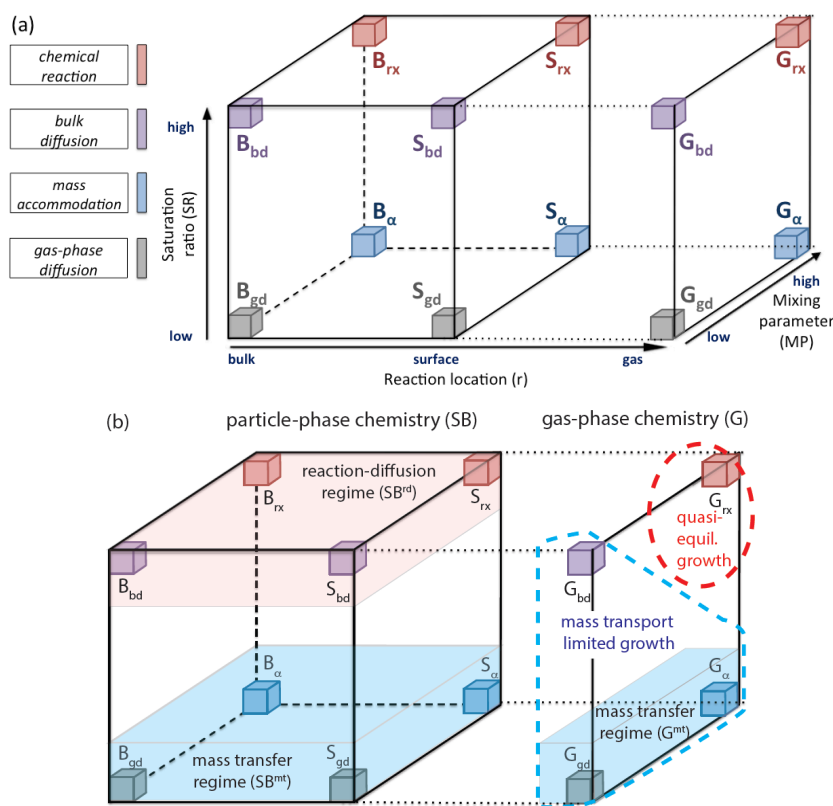 (a)
chemical
reaction
bulk
diffusion
mass
accommodation
gas-phase
diffusion
Saturation
ratio (SR)
high
low
B_rx
S_rx
G_rx
B_bd
S_bd
G_bd
B_α
S_α
G_α
B_gd
S_gd
G_gd
bulk
surface
gas
Reaction location (r)
low
high
Mixing
parameter
(MP)
(b)
particle-phase chemistry (SB)
gas-phase chemistry (G)
reaction-diffusion
regime (SB^rd)
B_rx
S_rx
G_rx
quasi-
equil.
growth
B_bd
S_bd
G_bd
mass transport
limited growth
B_α
S_α
G_α
mass transfer
regime (G^mt)
B_gd
S_gd
G_gd
mass transfer
regime (SB^mt)